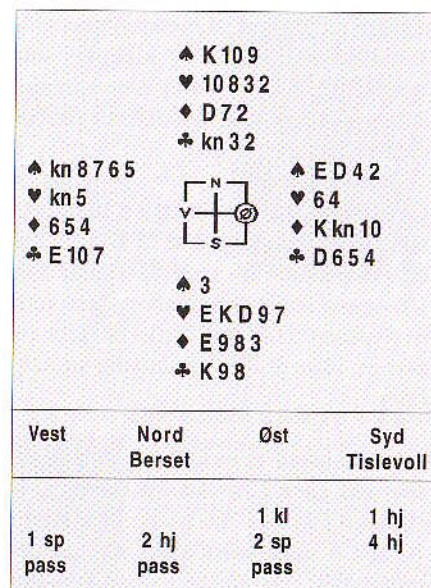 ♠ K 10 9
♥ 10 8 3 2
♦ D 7 2
♣ kn 3 2
♠ kn 8 7 6 5
♥ kn 5
♦ 6 5 4
♣ E 10 7
N
V Ø
S
♠ E D 4 2
♥ 6 4
♦ K kn 10
♣ D 6 5 4
♠ 3
♥ E K D 9 7
♦ E 9 8 3
♣ K 9 8
Vest Nord Øst Syd
Berset Tislevoll
1 kl 1 hj
1 sp 2 hj 2 sp 4 hj
pass pass pass